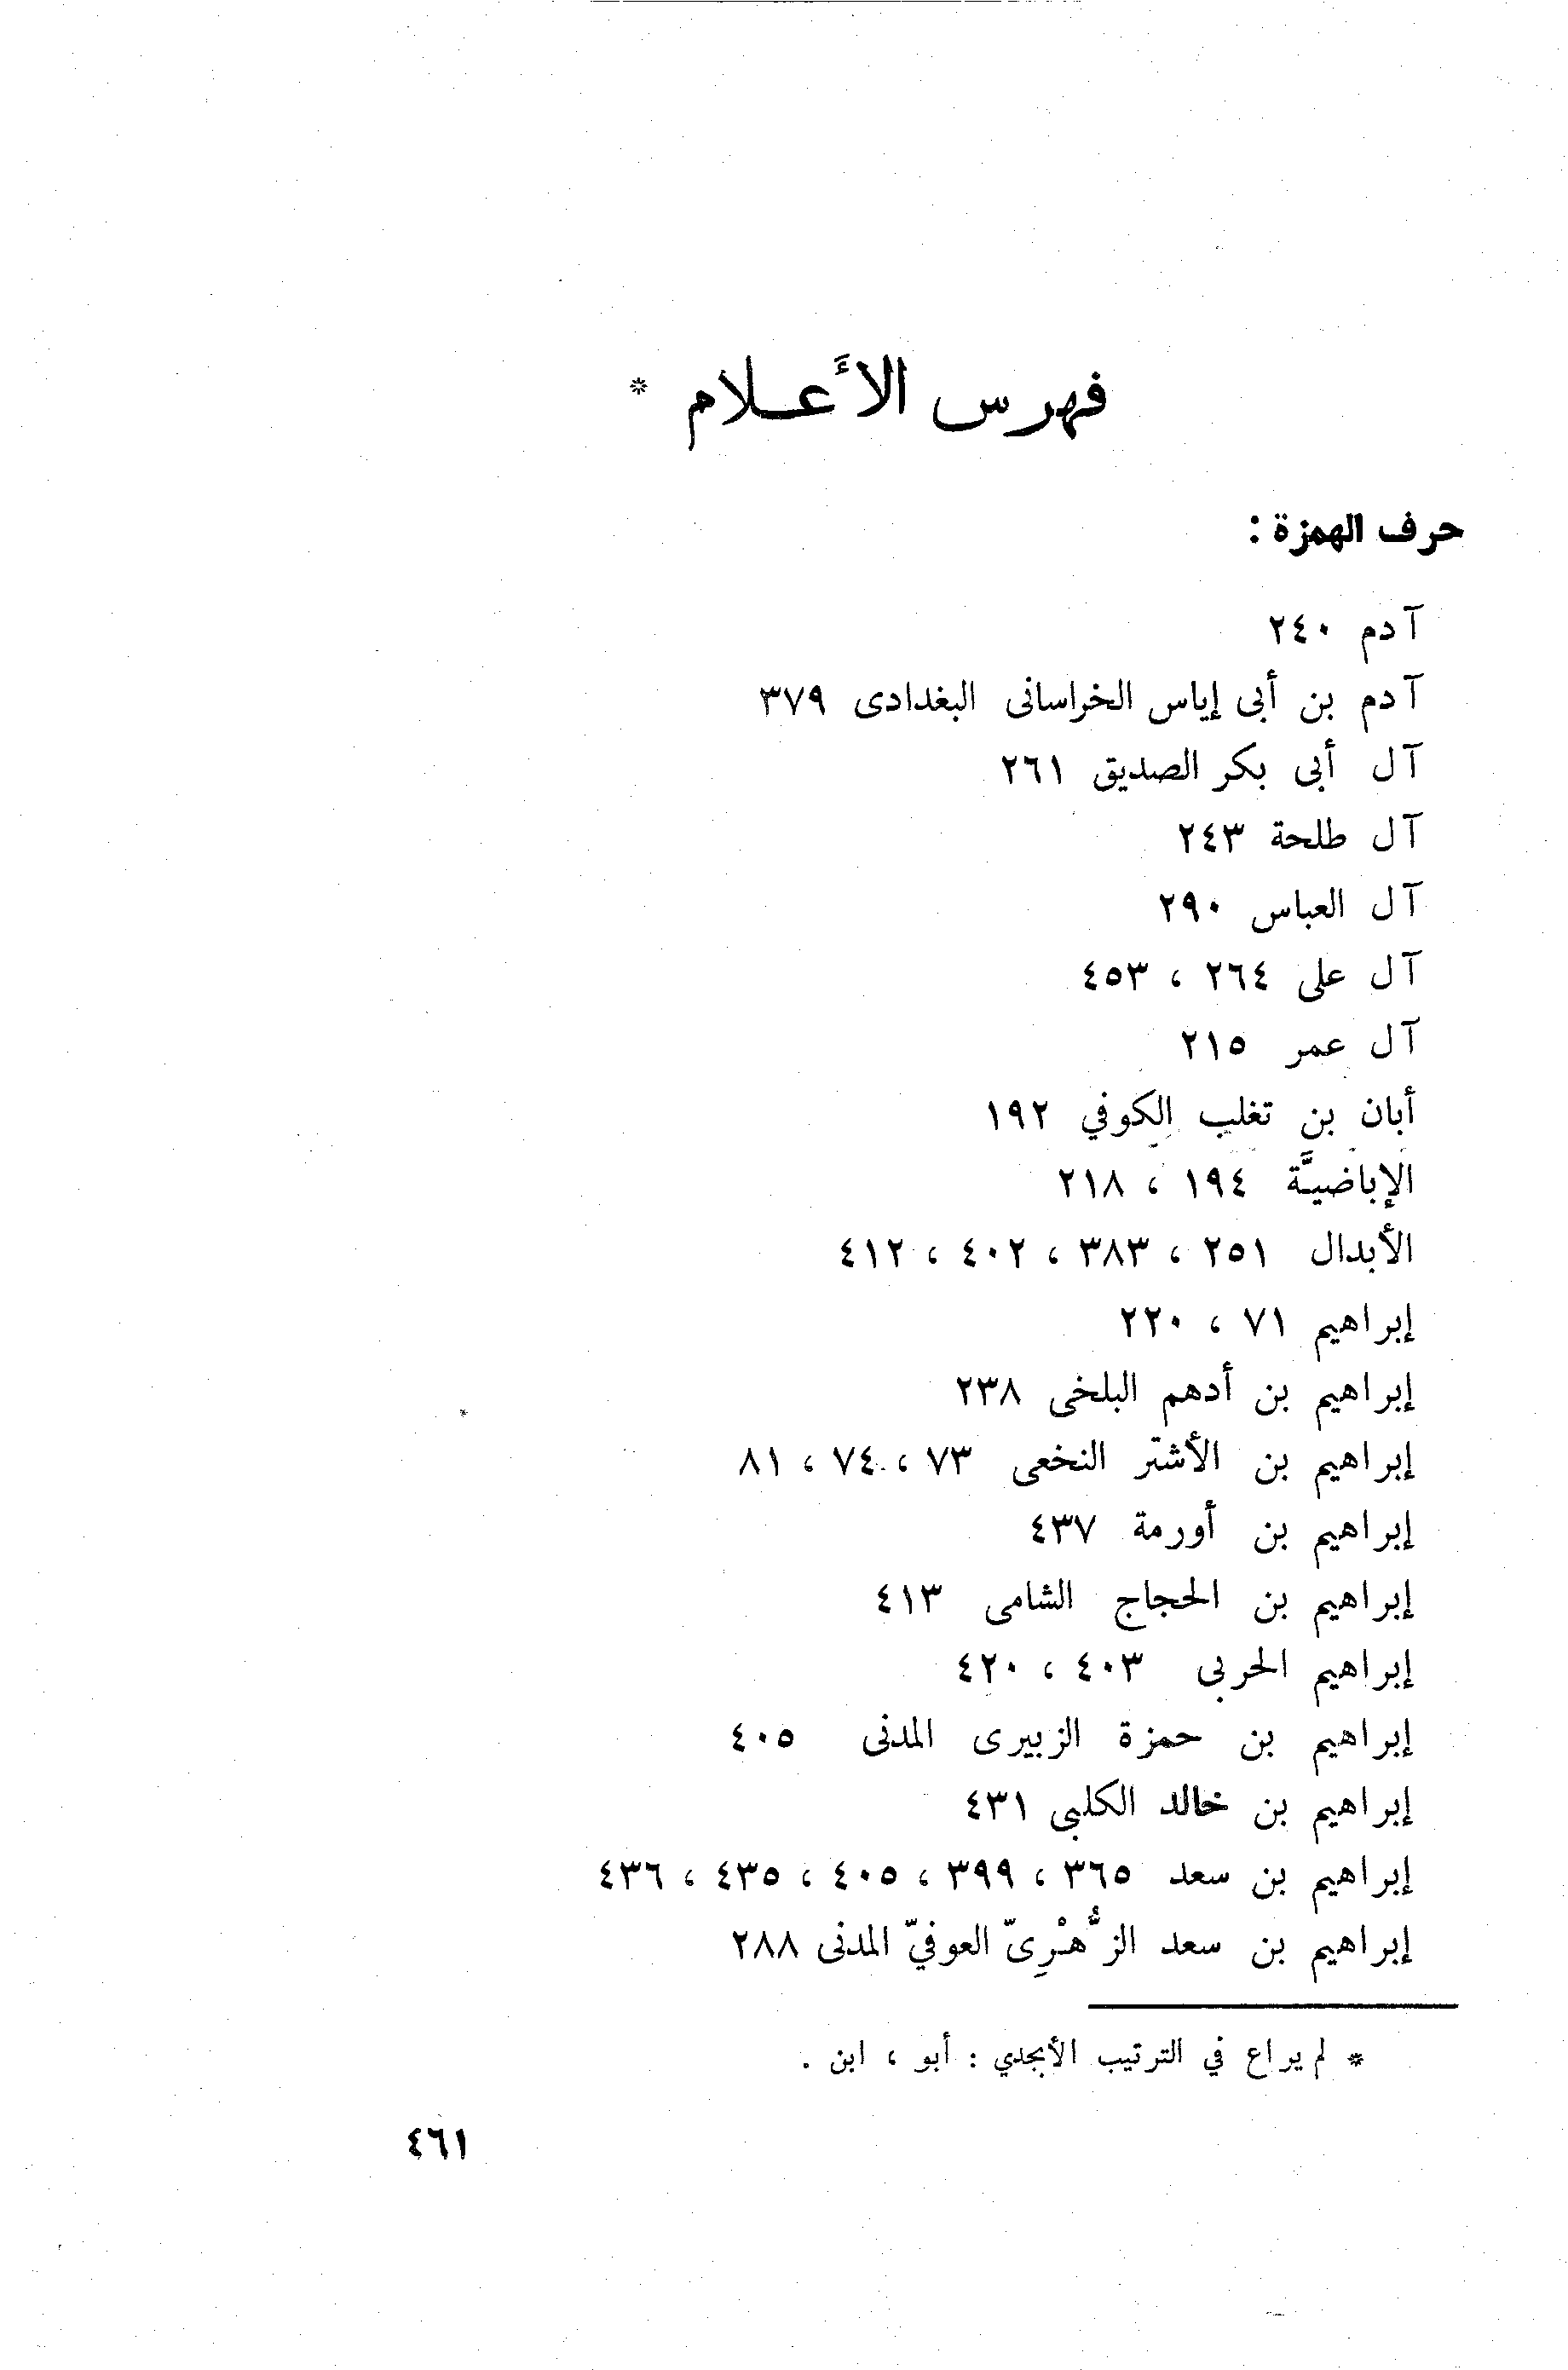 فهرس الأعلام *
حرف الهمزة :
آدم ٢٤٠
آدم بن أبى إياس الخراسانى البغدادى ٣٧٩
آل أبى بكر الصديق ٢٦١
آل طلحة ٢٤٣
آل العباس ٢٩٠
آل على ٢٦٤ ، ٤٥٣
آل عمر ٢١٥
أبان بن تغلب الكوفي ١٩٢
الإباضيَّة ١٩٤ ، ٢١٨
الأبدال ٢٥١ ، ٣٨٣ ، ٤٠٢ ، ٤١٢
إبراهيم ٧١ ، ٢٢٠
إبراهيم بن أدهم البلخى ٢٣٨
إبراهيم بن الأشتر النخعى ٧٣ ، ٧٤ ، ٨١
إبراهيم بن أورمة ٤٣٧
إبراهيم بن الحجاج الشامى ٤١٣
إبراهيم الحربى ٤٠٣ ، ٤٢٠
إبراهيم بن حمزة الزبيرى المدنى ٤٠٥
إبراهيم بن خالد الكلبى ٤٣١
إبراهيم بن سعد ٣٦٥ ، ٣٩٩ ، ٤٠٥ ، ٤٣٥ ، ٤٣٦
إبراهيم بن سعد الزُّهْرِىّ العوفيّ المدنى ٢٨٨
* لم يراع في الترتيب الأبجدي : أبو ، ابن .
٤٦١